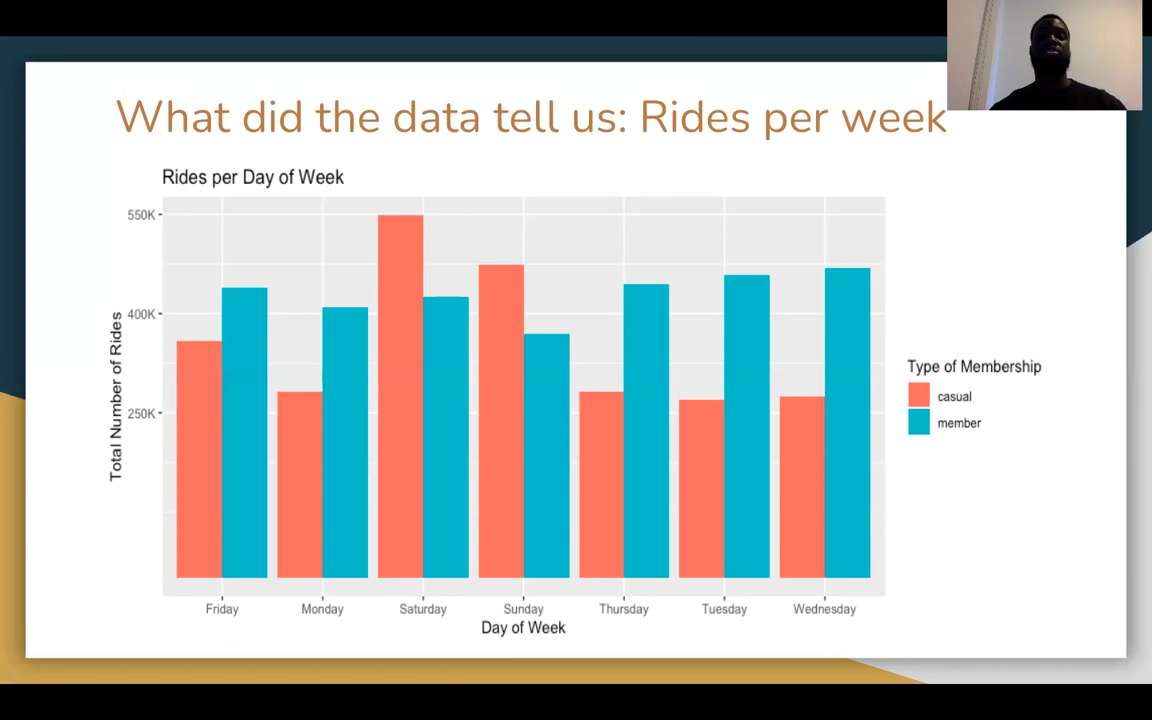 What did the data tell us: Rides per week
Rides per Day of Week
550K
400K
250K
Total Number of Rides
Friday Monday Saturday Sunday Thursday Tuesday Wednesday
Day of Week
Type of Membership
casual
member